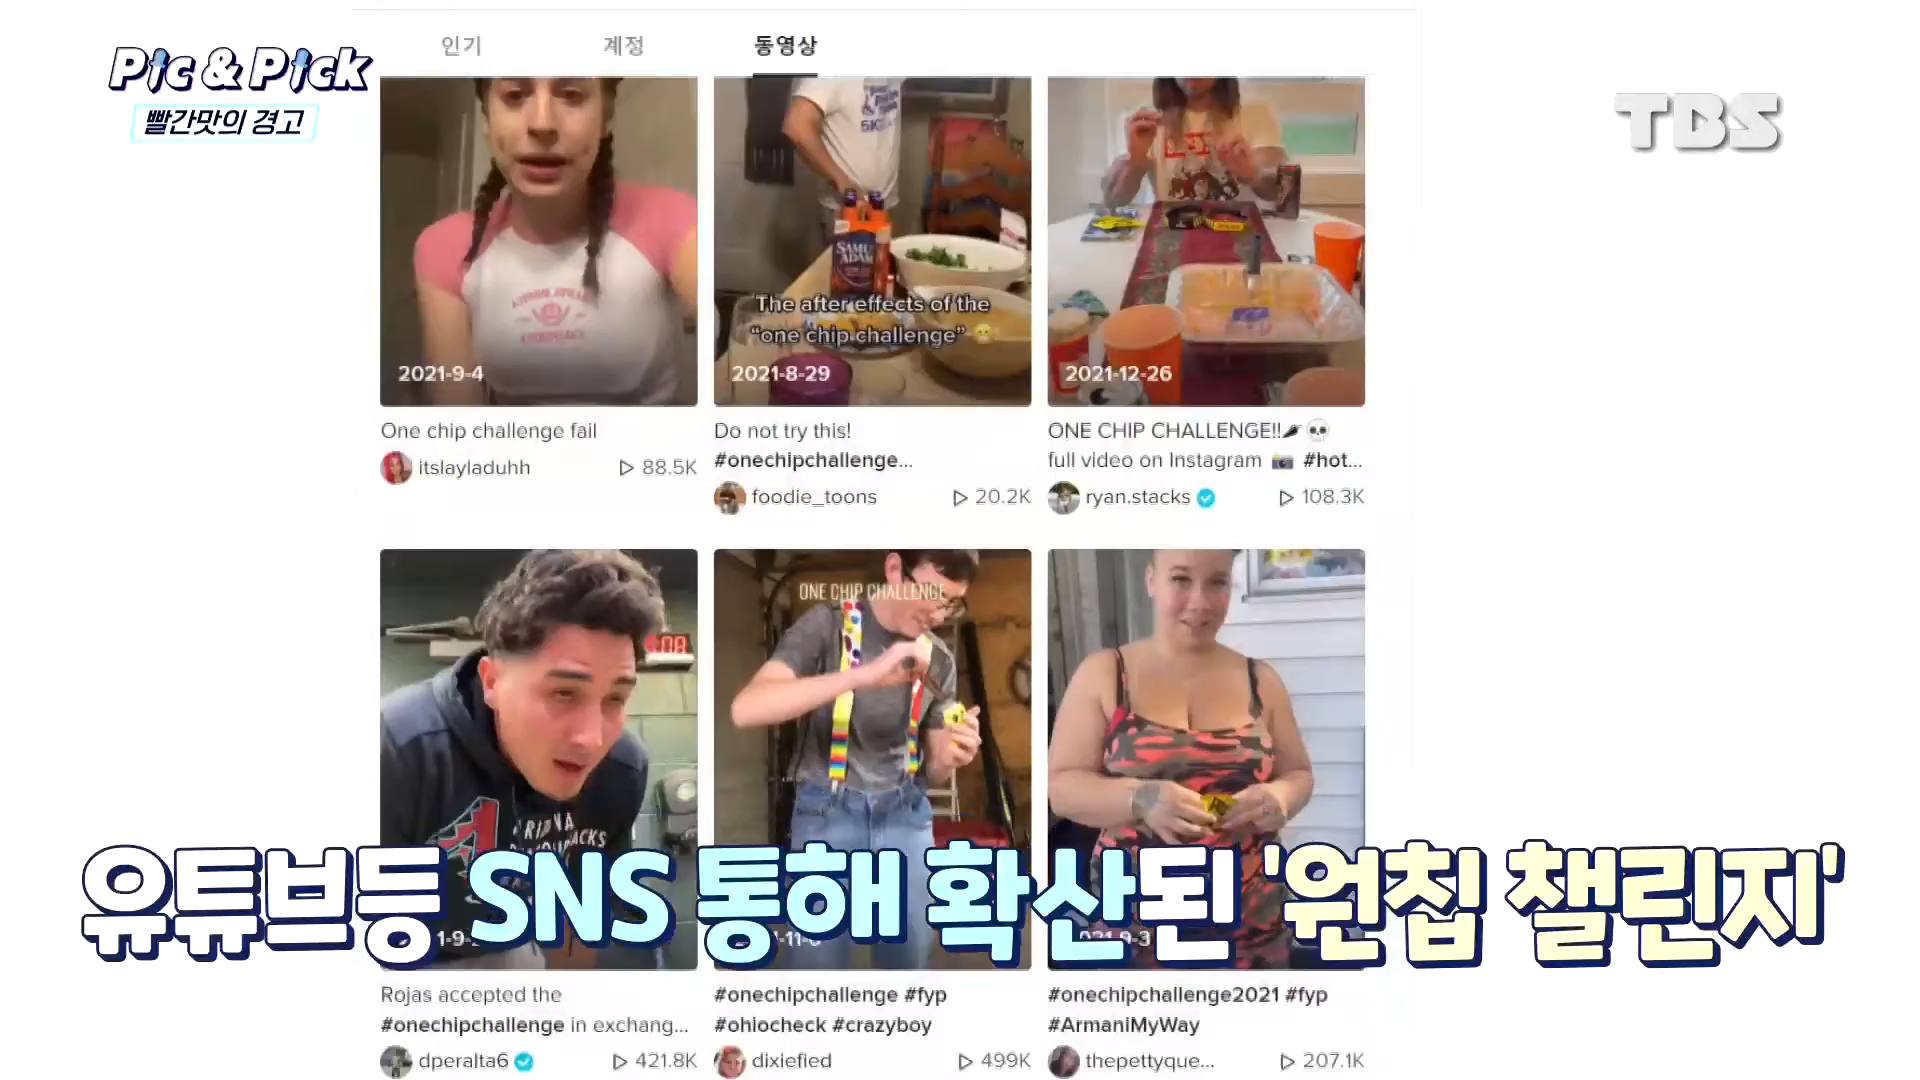 인기 계정 동영상
Pic & Pick
빨간맛의 경고
TBS
SAMUEL ADAMS
The after effects of the
“one chip challenge”
2021-9-4
2021-8-29
2021-12-26
One chip challenge fail
itslayladuhh 88.5K
Do not try this!
#onechipchallenge...
foodie_toons 20.2K
ONE CHIP CHALLENGE!!
full video on Instagram #hot...
ryan.stacks 108.3K
ONE CHIP CHALLENGE
유튜브등 SNS 통해 확산된 '원칩 챌린지'
Rojas accepted the
#onechipchallenge in exchang...
dperalta6 421.8K
#onechipchallenge #fyp
#ohiocheck #crazyboy
dixiefied 499K
#onechipchallenge2021 #fyp
#ArmaniMyWay
thepettyque... 207.1K